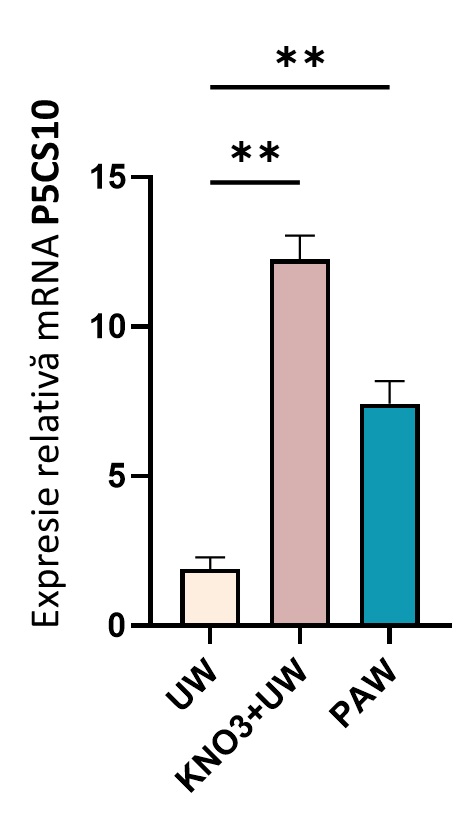 **
**
Expresie relativă mRNA P5CS10
15
10
5
0
UW
KNO3+UW
PAW